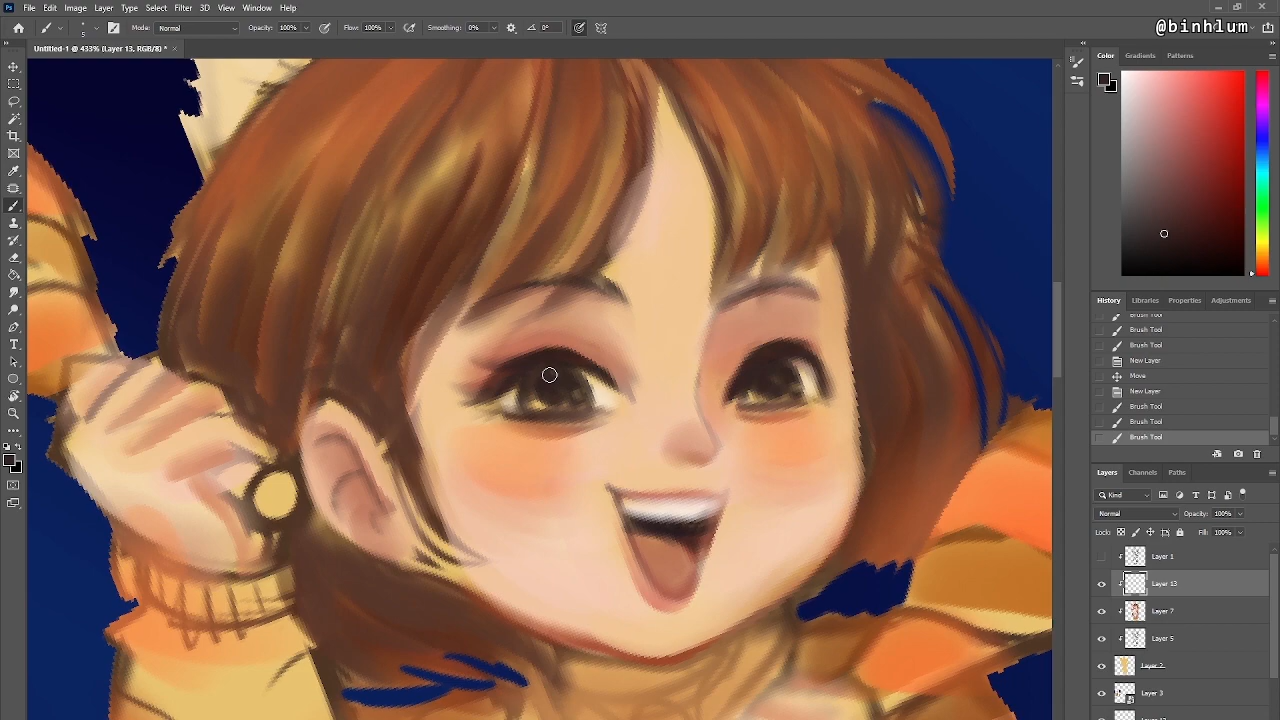 Ps File Edit Image Layer Type Select Filter 3D View Window Help
5 Mode: Normal Opacity: 100% Flow: 100% Smoothing: 0% 0°
@binhlum
Untitled-1 @ 433% (Layer 13, RGB/8) * ×
Color Gradients Patterns
History Libraries Properties Adjustments
Brush Tool
Brush Tool
Brush Tool
New Layer
Move
New Layer
Brush Tool
Brush Tool
Brush Tool
Layers Channels Paths
Kind
Normal Opacity: 100%
Lock: Fill: 100%
Layer 1
Layer 13
Layer 7
Layer 5
Layer 2
Layer 3